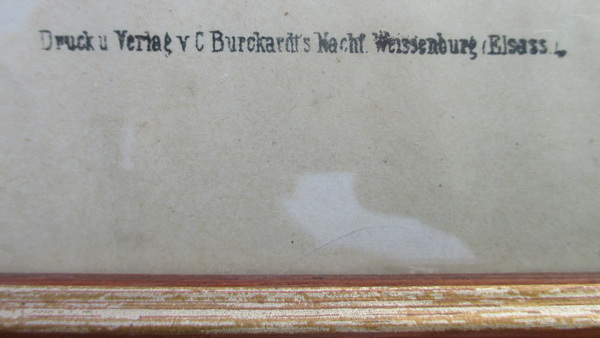 Druck u Verlag v C Burckardt's Nachf. Weissenburg (Elsass).